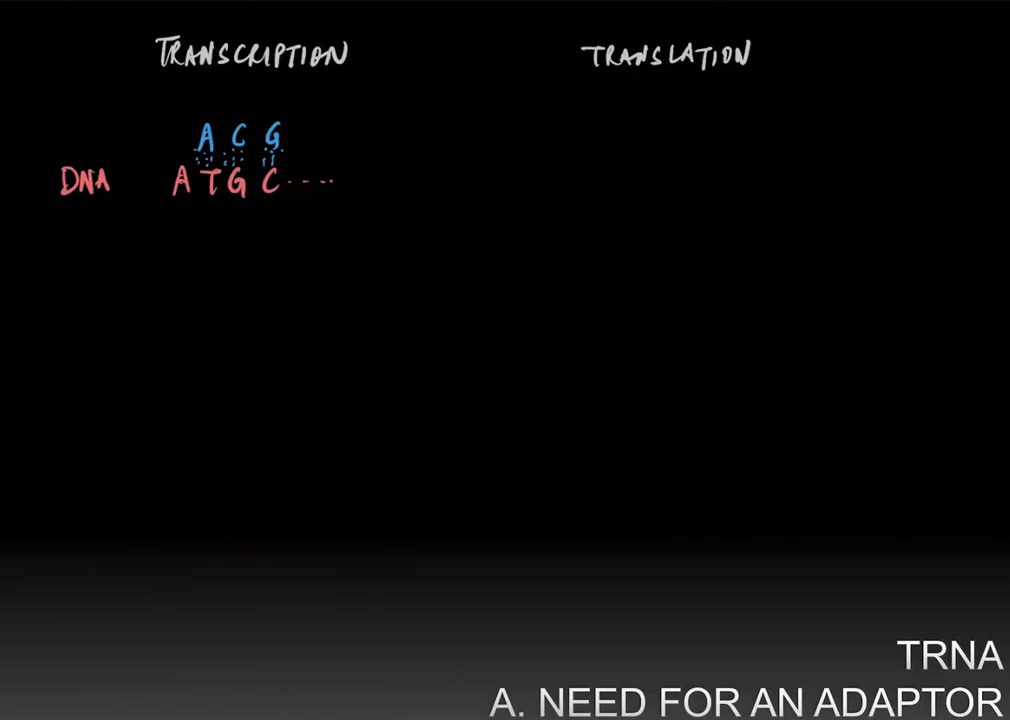 TRANSCRIPTION TRANSLATION
A C G
DNA A T G C ....
TRNA
A. NEED FOR AN ADAPTOR